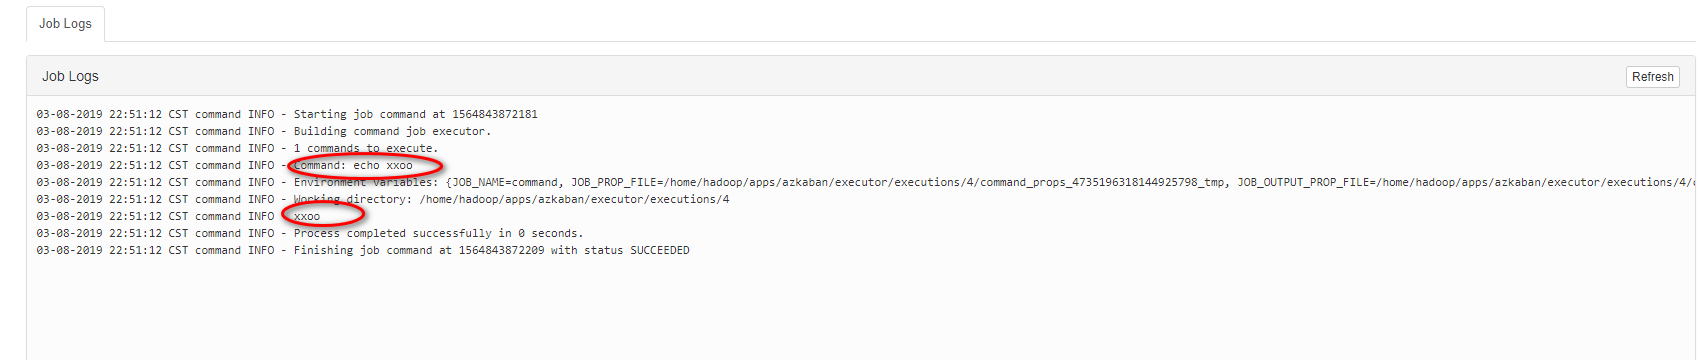 Job Logs
Job Logs
Refresh
03-08-2019 22:51:12 CST command INFO - Starting job command at 1564843872181
03-08-2019 22:51:12 CST command INFO - Building command job executor.
03-08-2019 22:51:12 CST command INFO - 1 commands to execute.
03-08-2019 22:51:12 CST command INFO - Command: echo xxoo
03-08-2019 22:51:12 CST command INFO - Environment variables: {JOB_NAME=command, JOB_PROP_FILE=/home/hadoop/apps/azkaban/executor/executions/4/command_props_4735196318144925798_tmp, JOB_OUTPUT_PROP_FILE=/home/hadoop/apps/azkaban/executor/executions/4/
03-08-2019 22:51:12 CST command INFO - Working directory: /home/hadoop/apps/azkaban/executor/executions/4
03-08-2019 22:51:12 CST command INFO - xxoo
03-08-2019 22:51:12 CST command INFO - Process completed successfully in 0 seconds.
03-08-2019 22:51:12 CST command INFO - Finishing job command at 1564843872209 with status SUCCEEDED